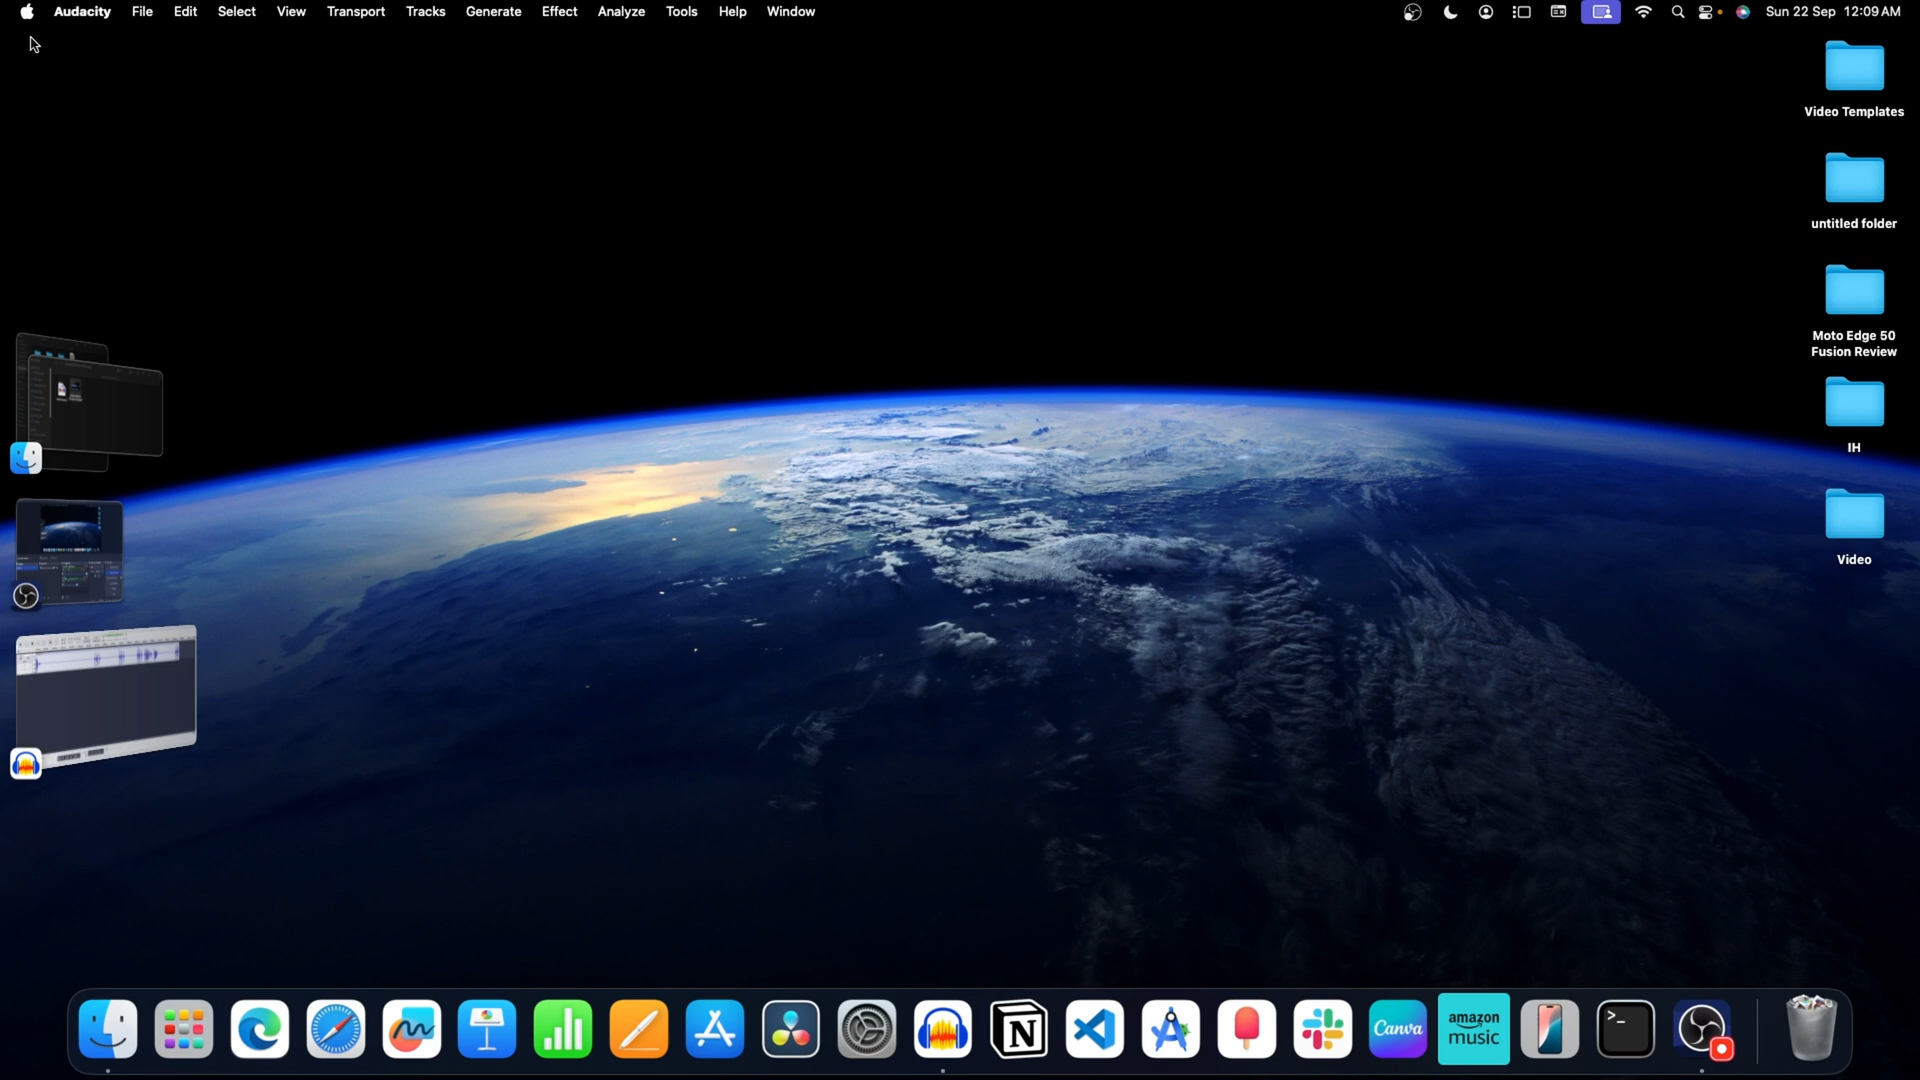 Audacity File Edit Select View Transport Tracks Generate Effect Analyze Tools Help Window Sun 22 Sep 12:09 AM
Video Templates
untitled folder
Moto Edge 50
Fusion Review
IH
Video
N
Canva
amazon
music
>_